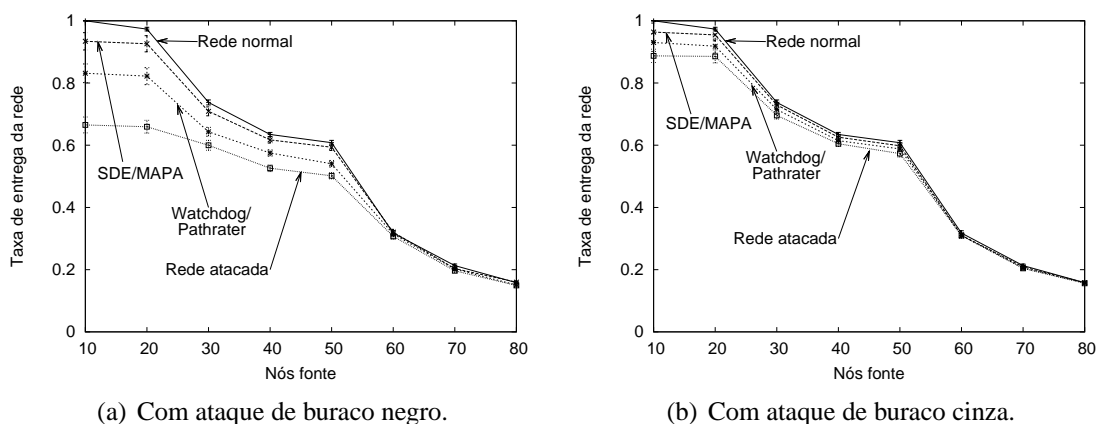 1
0.8
0.6
0.4
0.2
0
Taxa de entrega da rede
Rede normal
SDE/MAPA
Watchdog/
Pathrater
Rede atacada
10 20 30 40 50 60 70 80
Nós fonte
(a) Com ataque de buraco negro.
1
0.8
0.6
0.4
0.2
0
Taxa de entrega da rede
Rede normal
SDE/MAPA
Watchdog/
Pathrater
Rede atacada
10 20 30 40 50 60 70 80
Nós fonte
(b) Com ataque de buraco cinza.